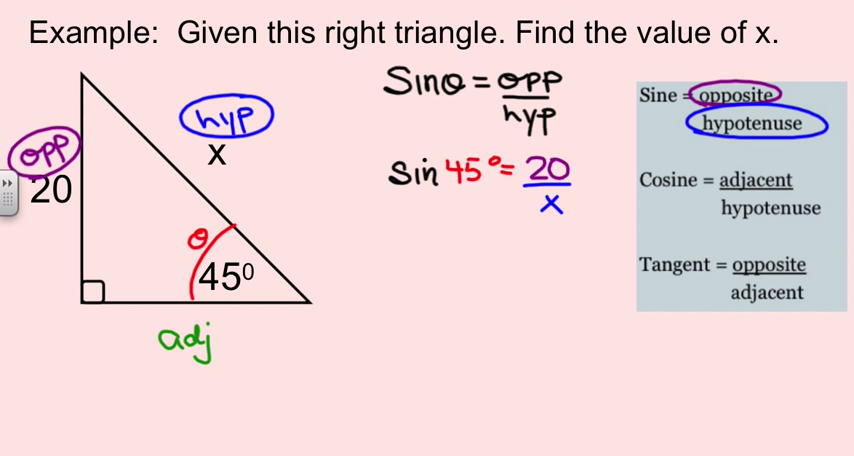 Example: Given this right triangle. Find the value of x.
opp
20
hyp
x
θ
45⁰
adj
Sinθ = opp
hyp
Sin 45° = 20
x
Sine = opposite
hypotenuse
Cosine = adjacent
hypotenuse
Tangent = opposite
adjacent